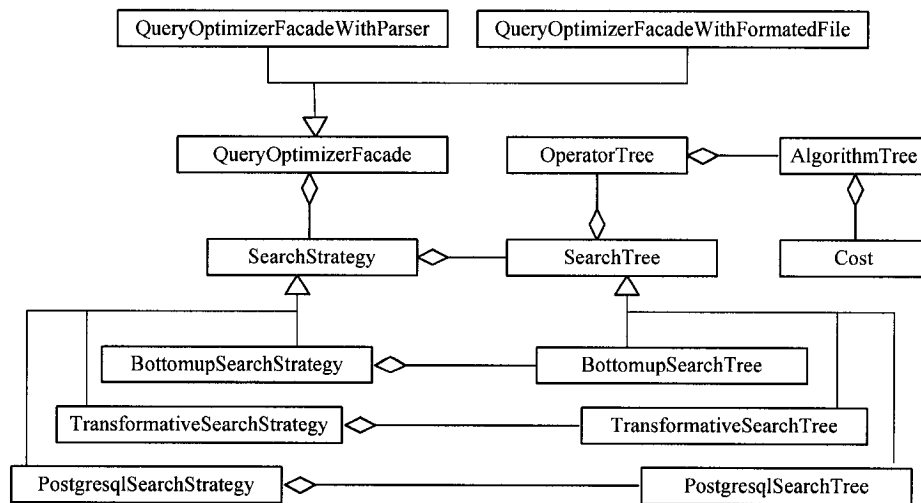 QueryOptimizerFacadeWithParser
QueryOptimizerFacadeWithFormatedFile
QueryOptimizerFacade
OperatorTree
AlgorithmTree
SearchStrategy
SearchTree
Cost
BottomupSearchStrategy
BottomupSearchTree
TransformativeSearchStrategy
TransformativeSearchTree
PostgresqlSearchStrategy
PostgresqlSearchTree